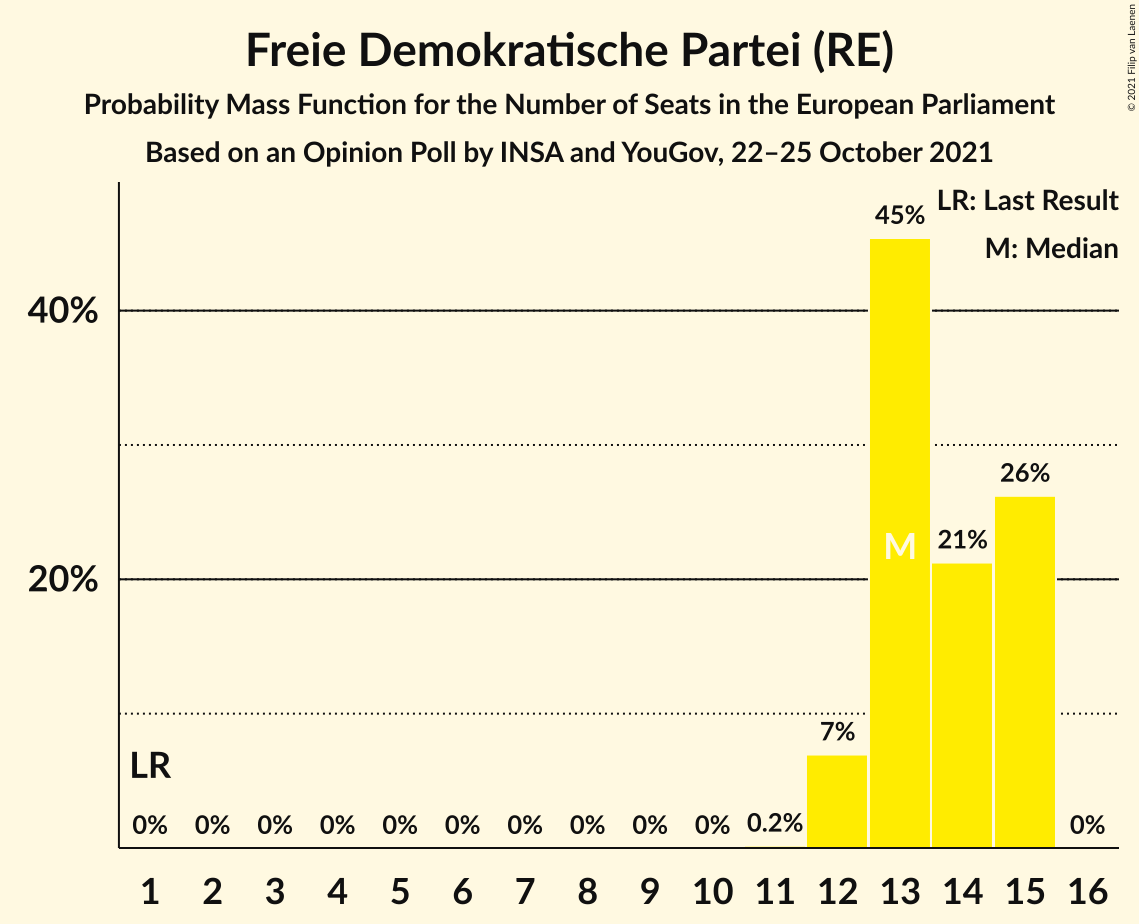 Freie Demokratische Partei (RE)
Probability Mass Function for the Number of Seats in the European Parliament
Based on an Opinion Poll by INSA and YouGov, 22–25 October 2021
© 2021 Filip van Laenen
LR: Last Result
M: Median
45%
40%
26%
21%
M
20%
7%
LR
0% 0% 0% 0% 0% 0% 0% 0% 0% 0% 0.2% 0%
1 2 3 4 5 6 7 8 9 10 11 12 13 14 15 16